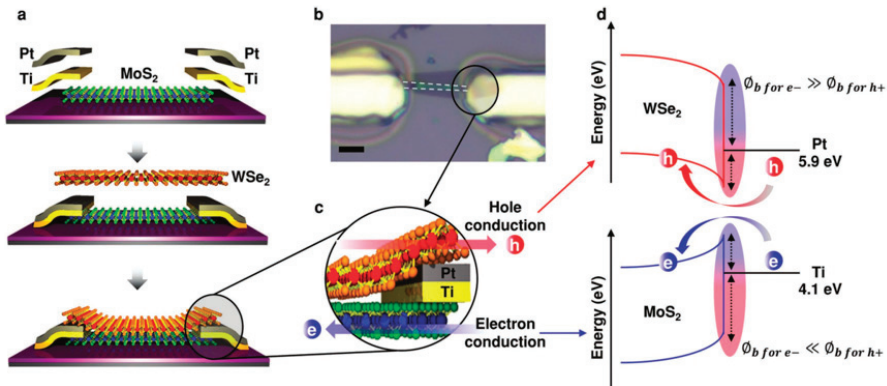 a
Pt
Pt
Ti
MoS₂
Ti
WSe₂
b
c
Hole
conduction
h
Pt
Ti
e
Electron
conduction
d
Energy (eV)
WSe₂
∅b for e− ≫ ∅b for h+
Pt
5.9 eV
h
h
Energy (eV)
MoS₂
e
e
Ti
4.1 eV
∅b for e− ≪ ∅b for h+